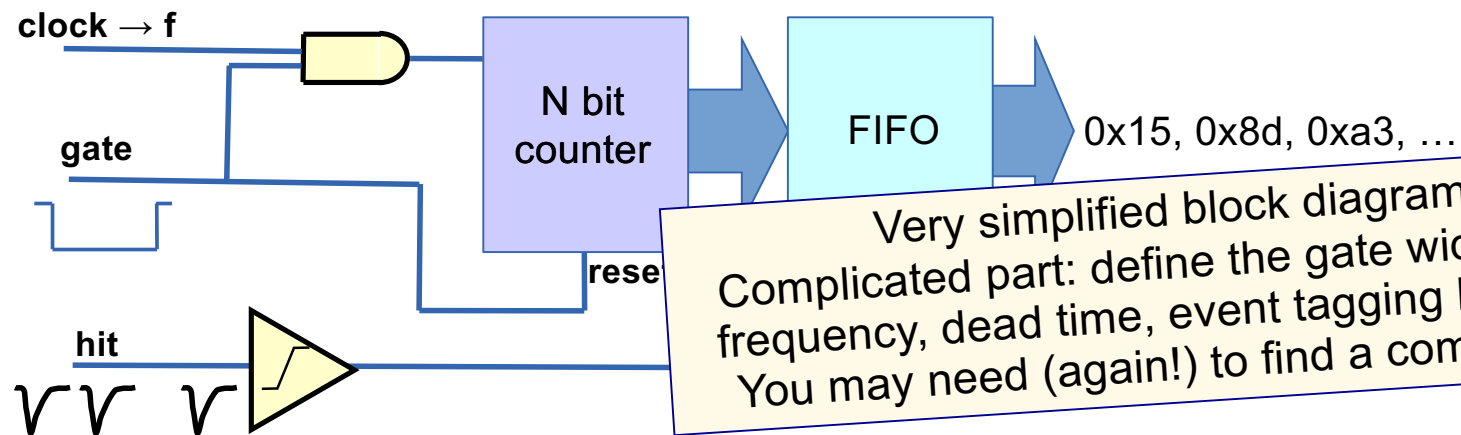 clock → f
N bit
counter
FIFO
0x15, 0x8d, 0xa3, ...
gate
reset
hit
Very simplified block diagram
Complicated part: define the gate
frequency, dead time, event tagging
You may need (again!) to find a